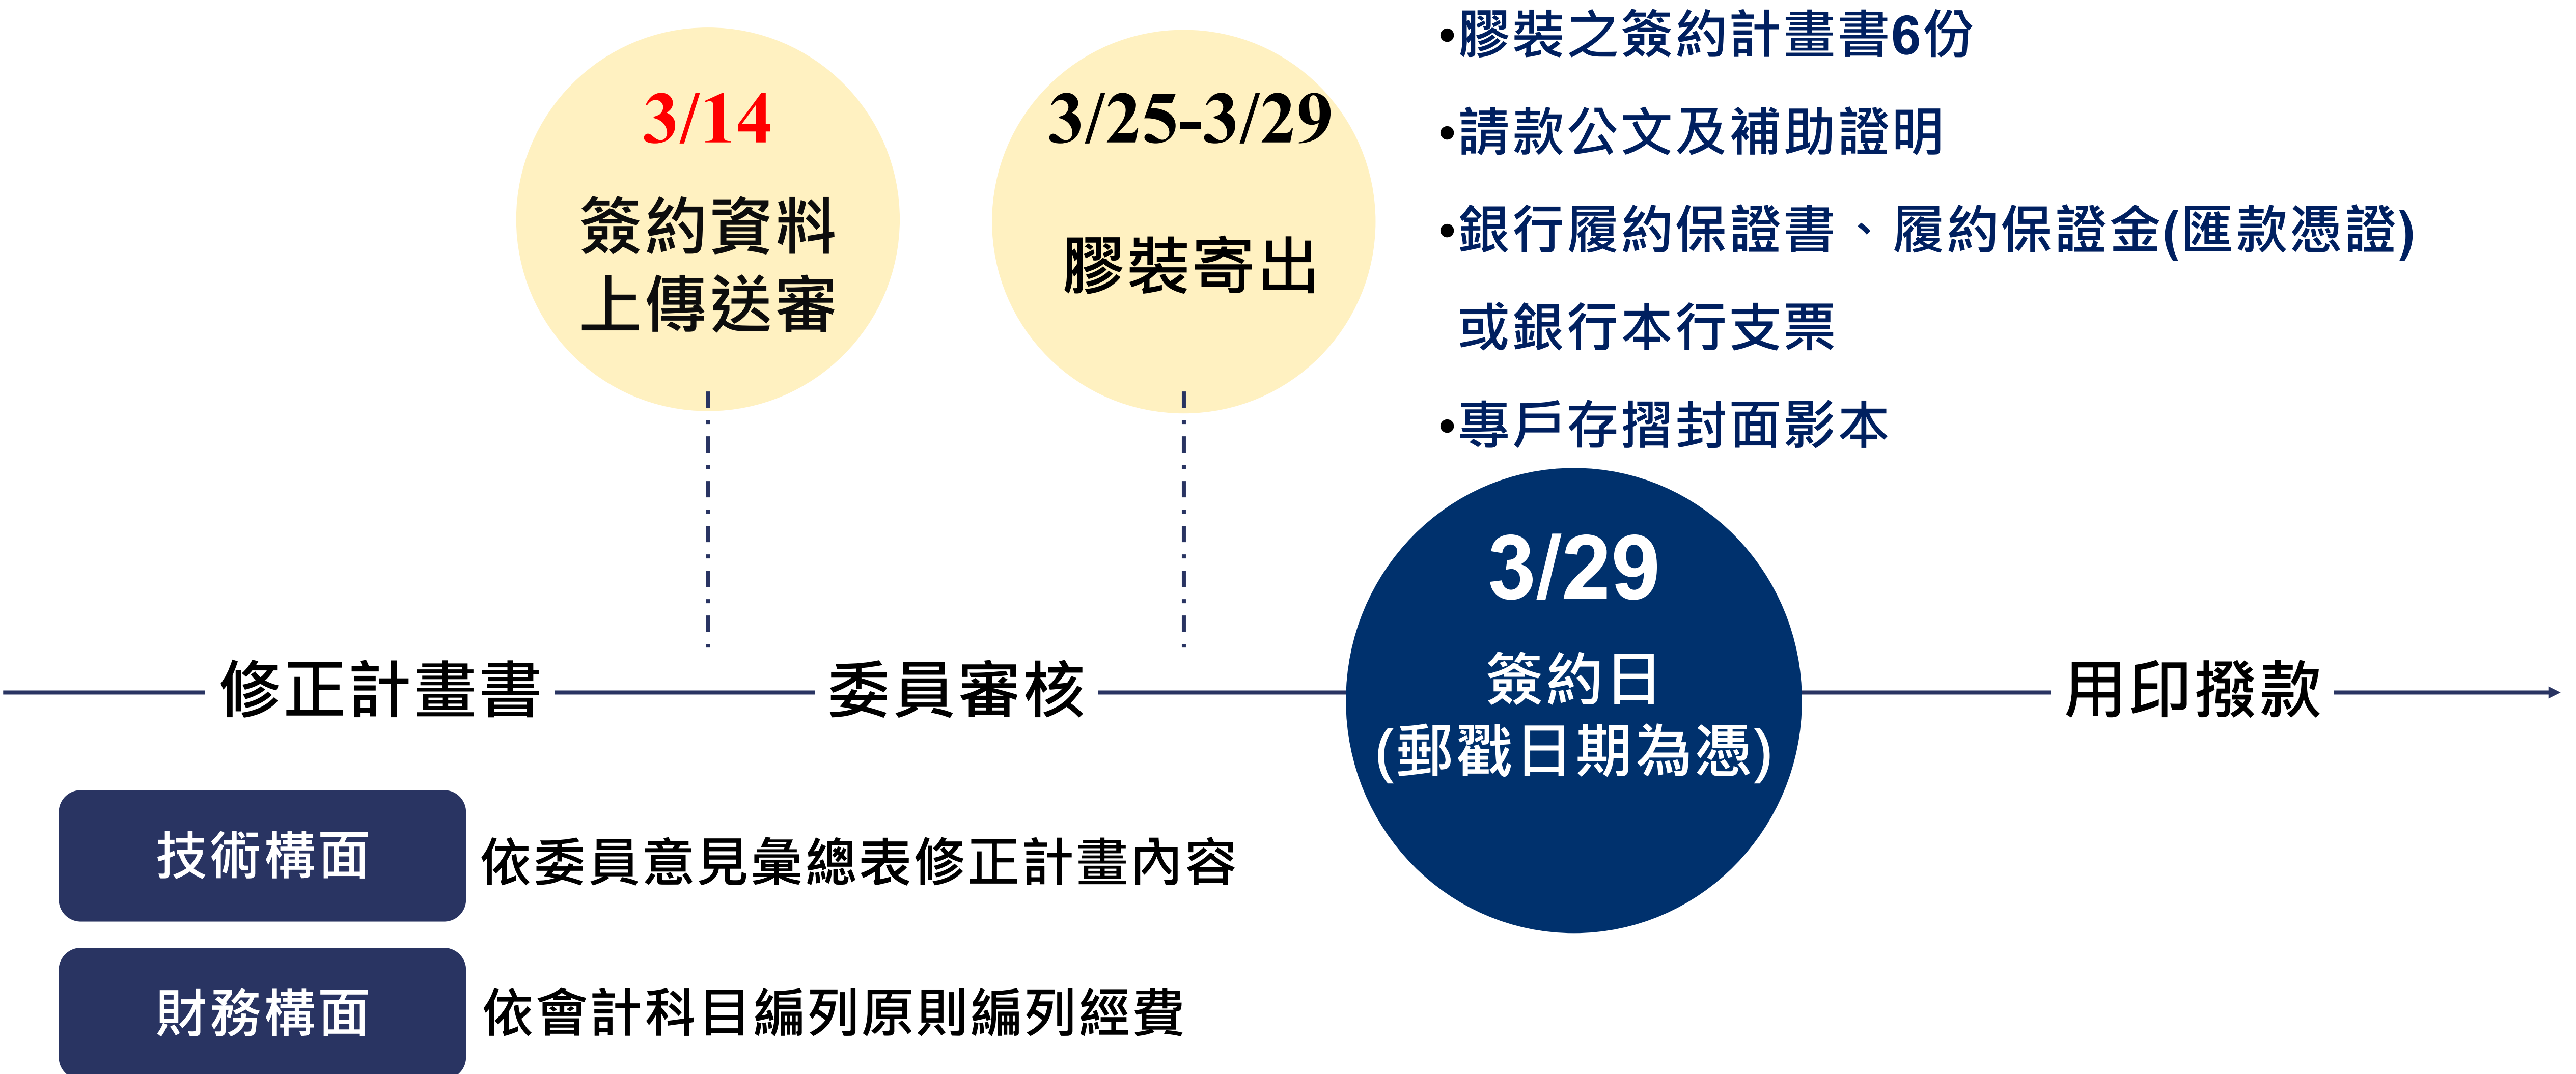 3/14
簽約資料
上傳送審
3/25-3/29
膠裝寄出
•膠裝之簽約計畫書6份
•請款公文及補助證明
•銀行履約保證書、履約保證金(匯款憑證)
或銀行本行支票
•專戶存摺封面影本
修正計畫書
委員審核
3/29
簽約日
(郵戳日期為憑)
用印撥款
技術構面
依委員意見彙總表修正計畫內容
財務構面
依會計科目編列原則編列經費